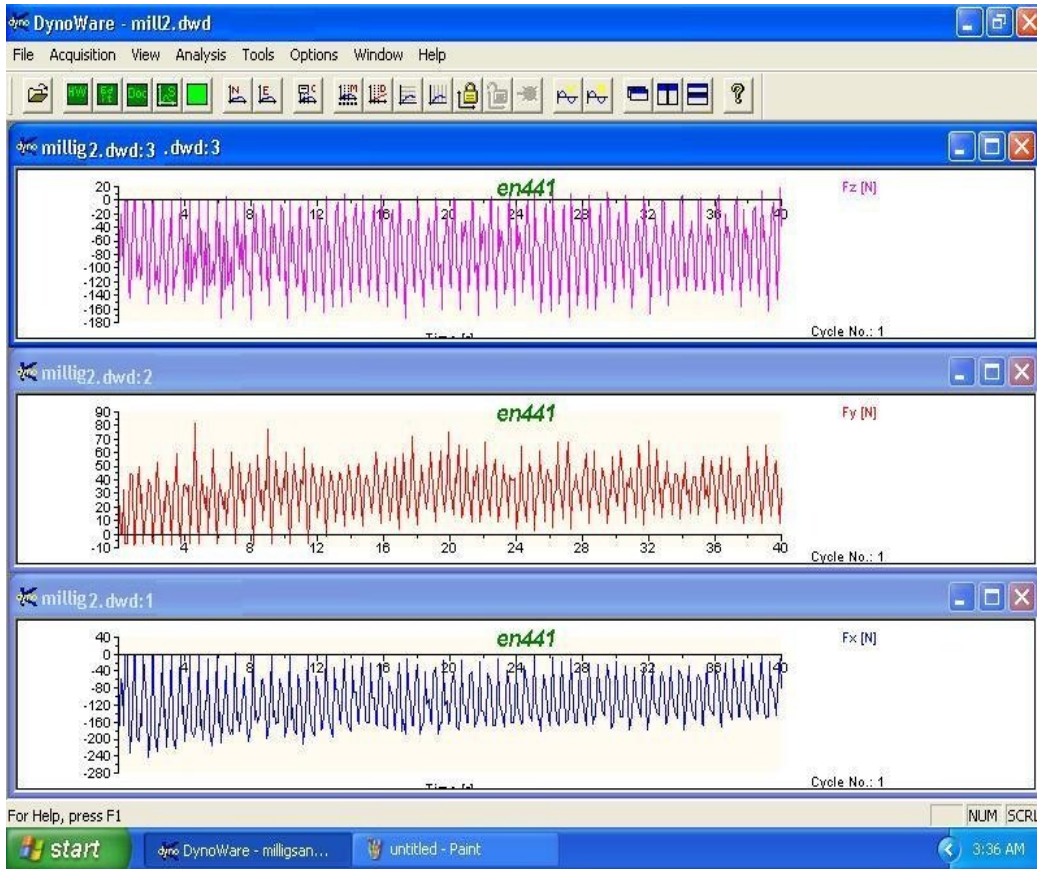 DynoWare - mill2.dwd
File Acquisition View Analysis Tools Options Window Help
millig2.dwd:3 .dwd:3
en441
Fz [N]
20
0
-20
-40
-60
-80
-100
-120
-140
-160
-180
4 8 12 16 20 24 28 32 36 40
Cycle No.: 1
millig2.dwd:2
en441
Fy [N]
90
80
70
60
50
40
30
20
10
0
-10
4 8 12 16 20 24 28 32 36 40
Cycle No.: 1
millig2.dwd:1
en441
Fx [N]
40
0
-40
-80
-120
-160
-200
-240
-280
4 8 12 16 20 24 28 32 36 40
Cycle No.: 1
For Help, press F1
NUM SCRL
start
DynoWare - milligsan...
untitled - Paint
3:36 AM